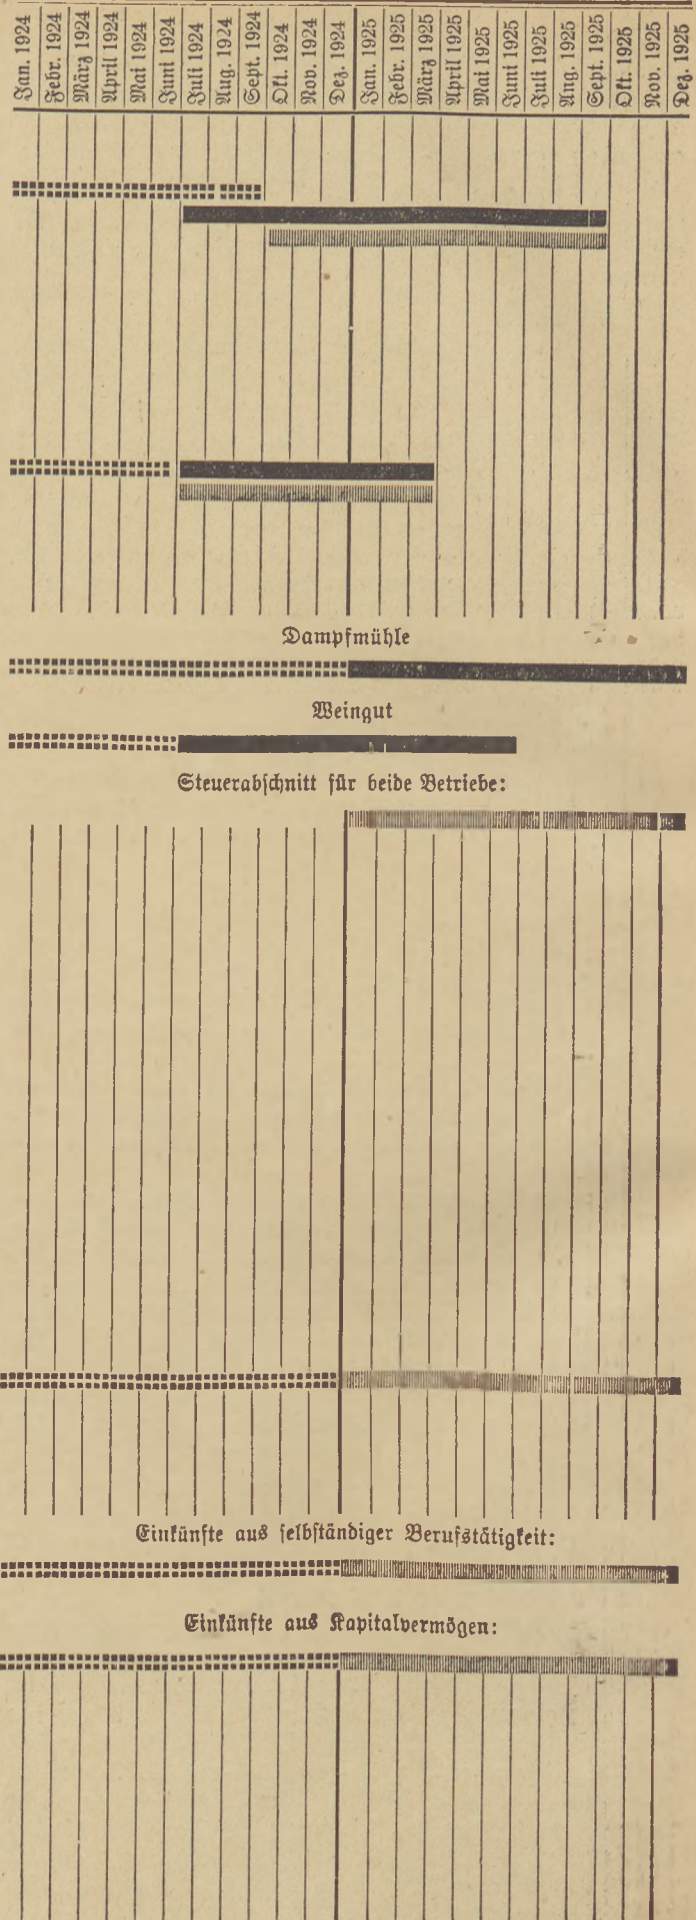 Jan. 1924
Febr. 1924
März 1924
April 1924
Mai 1924
Juni 1924
Juli 1924
Aug. 1924
Sept. 1924
Okt. 1924
Nov. 1924
Dez. 1924
Jan. 1925
Febr. 1925
März 1925
April 1925
Mai 1925
Juni 1925
Juli 1925
Aug. 1925
Sept. 1925
Okt. 1925
Nov. 1925
Dez. 1925
Dampfmühle
Weingut
Steuerabſchnitt für beide Betriebe:
Einkünfte aus ſelbſtändiger Berufstätigkeit:
Einkünfte aus Kapitalvermögen: